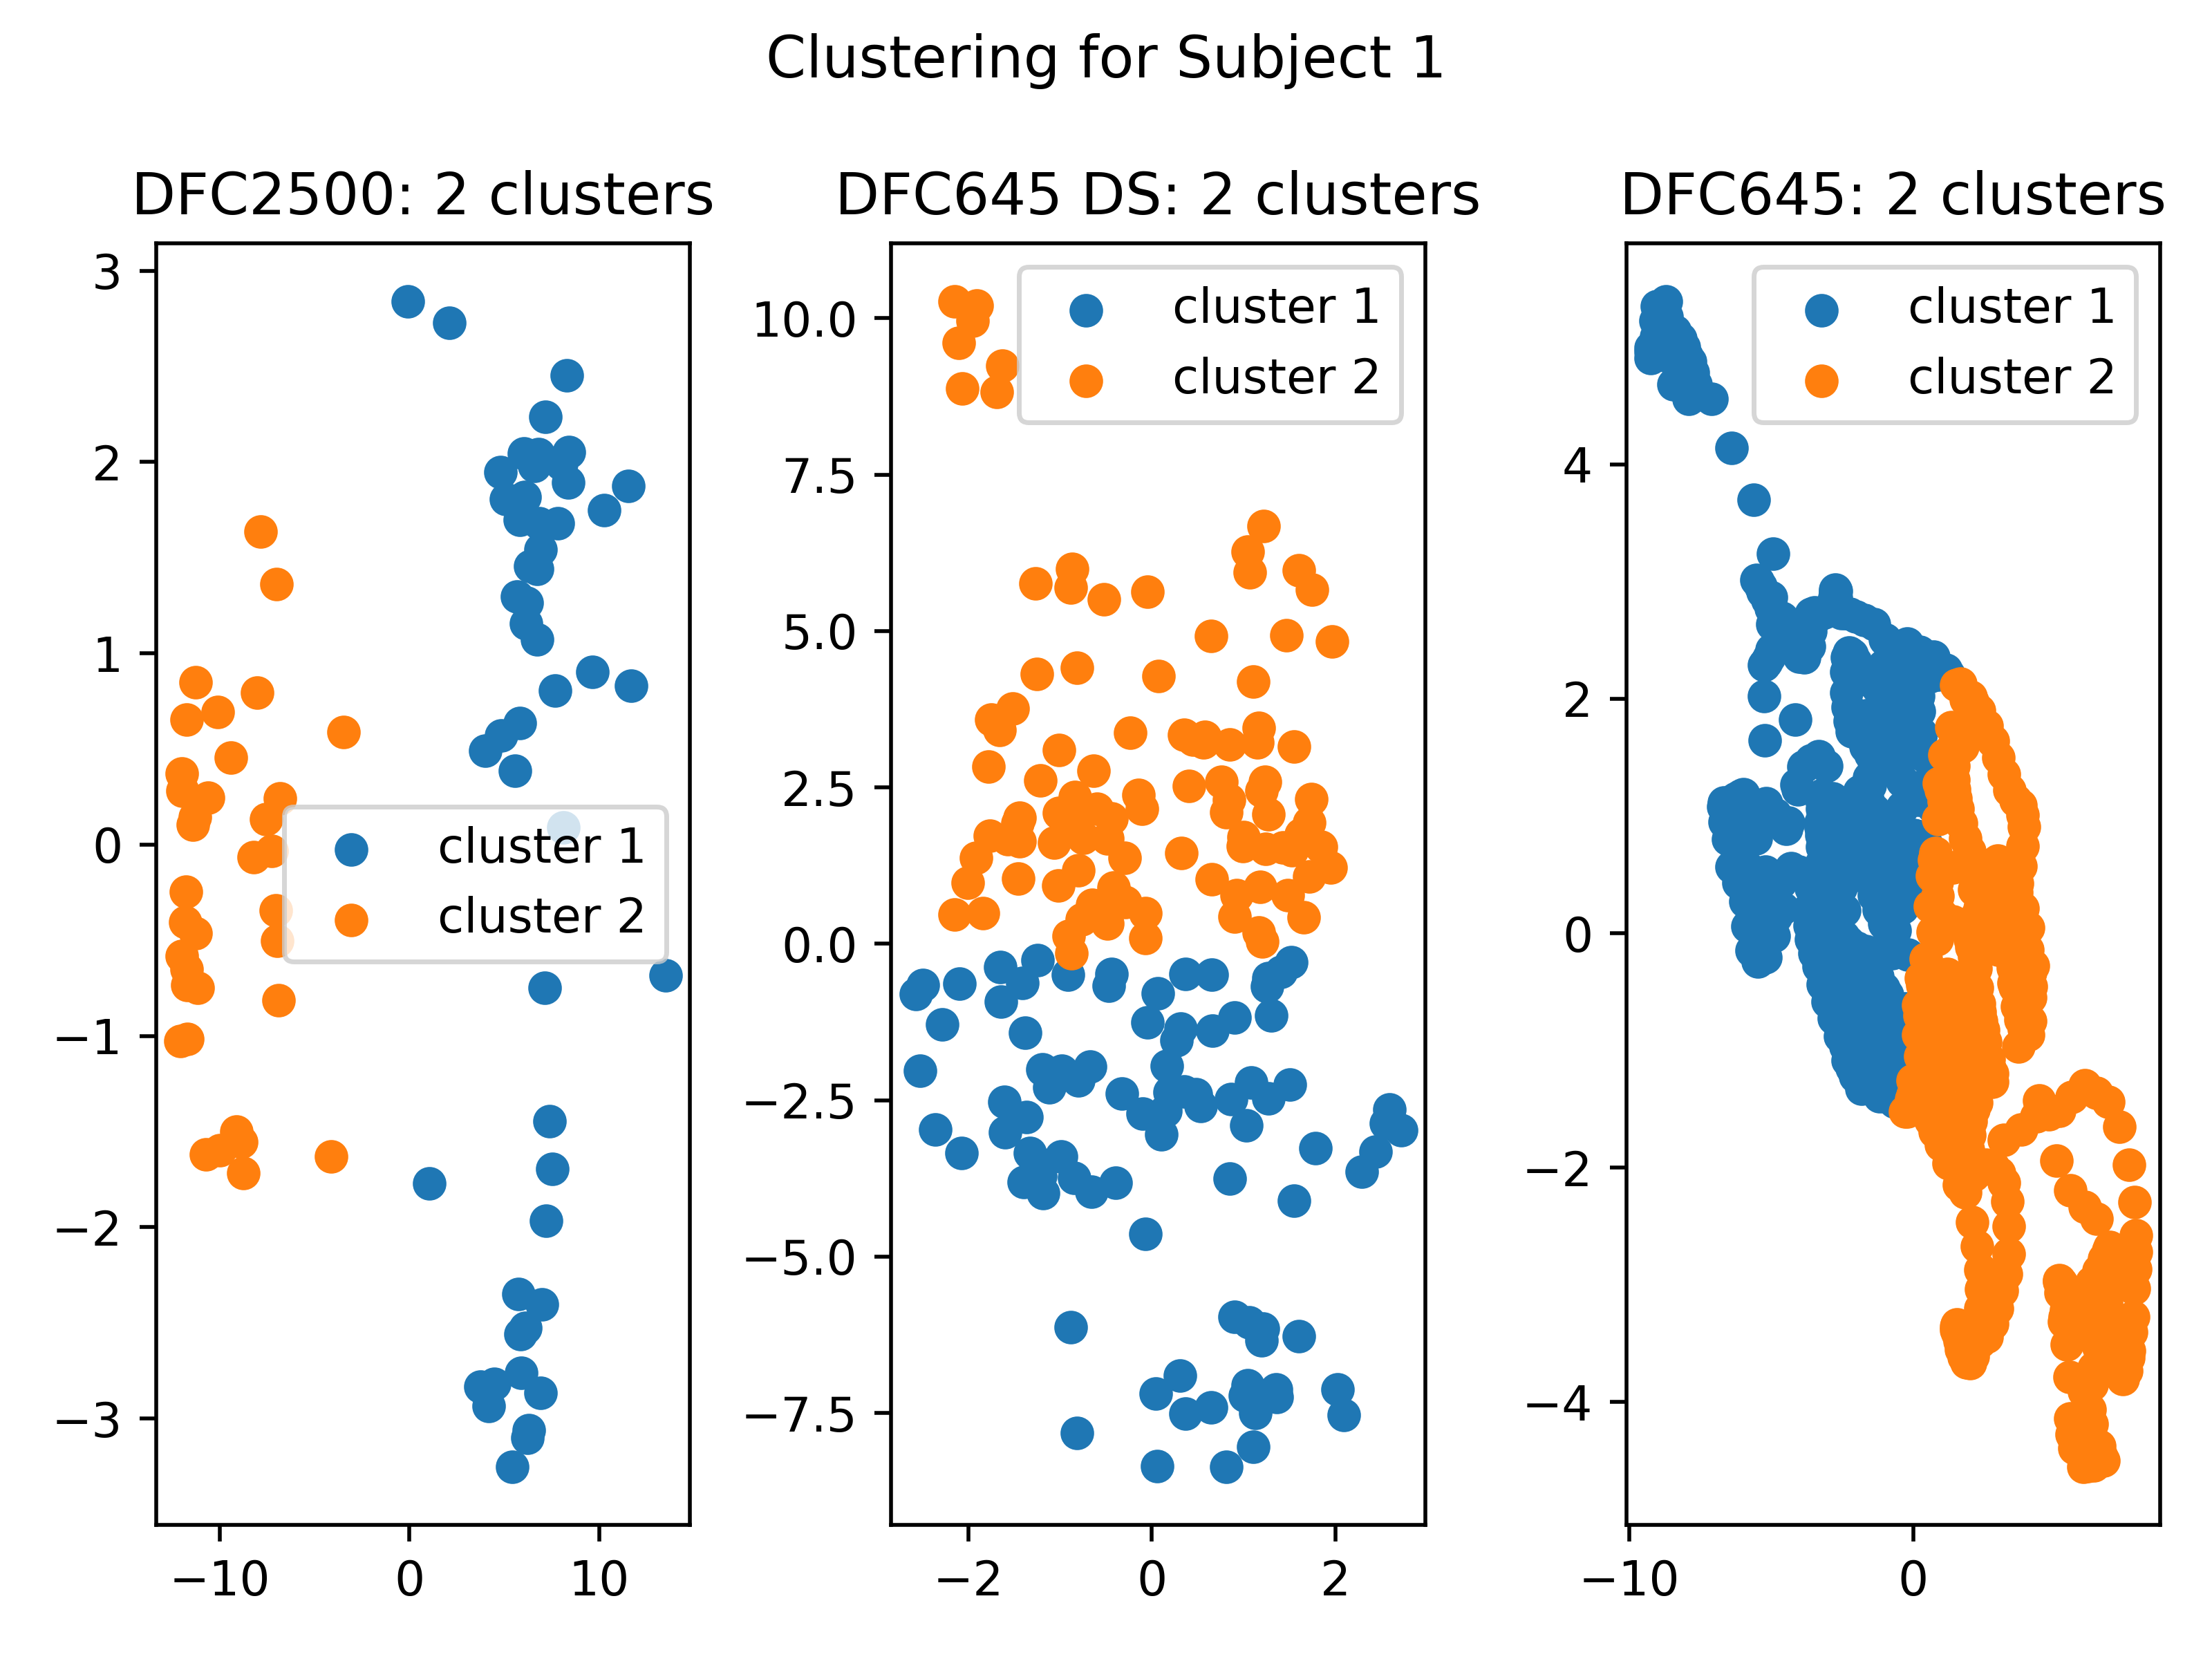 Clustering for Subject 1
DFC2500: 2 clusters
3
2
1
0
−1
−2
−3
−10
0
10
cluster 1
cluster 2
DFC645 DS: 2 clusters
10.0
7.5
5.0
2.5
0.0
−2.5
−5.0
−7.5
−2
0
2
cluster 1
cluster 2
DFC645: 2 clusters
4
2
0
−2
−4
−10
0
cluster 1
cluster 2